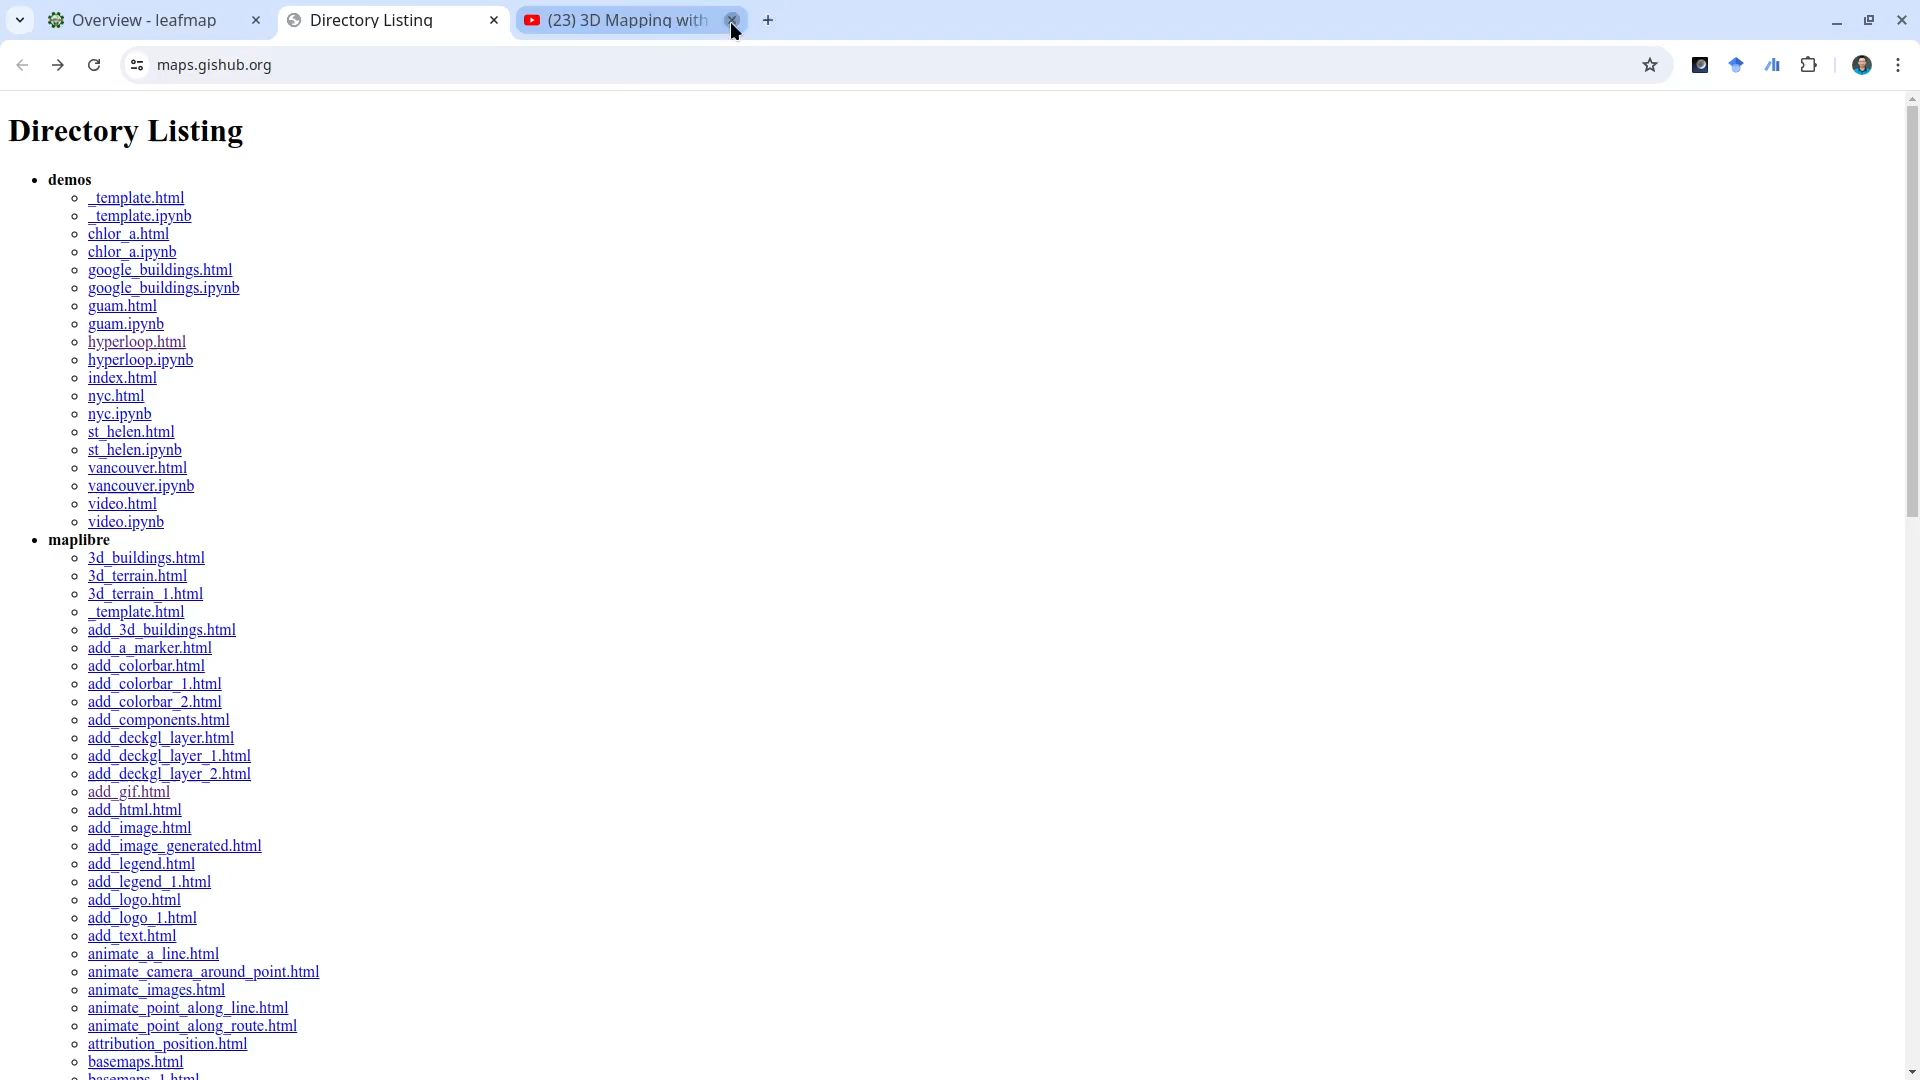 Overview - leafmap
Directory Listing
(23) 3D Mapping with
maps.gishub.org
Directory Listing
demos
_template.html
_template.ipynb
chlor_a.html
chlor_a.ipynb
google_buildings.html
google_buildings.ipynb
guam.html
guam.ipynb
hyperloop.html
hyperloop.ipynb
index.html
nyc.html
nyc.ipynb
st_helen.html
st_helen.ipynb
vancouver.html
vancouver.ipynb
video.html
video.ipynb
maplibre
3d_buildings.html
3d_terrain.html
3d_terrain_1.html
_template.html
add_3d_buildings.html
add_a_marker.html
add_colorbar.html
add_colorbar_1.html
add_colorbar_2.html
add_components.html
add_deckgl_layer.html
add_deckgl_layer_1.html
add_deckgl_layer_2.html
add_gif.html
add_html.html
add_image.html
add_image_generated.html
add_legend.html
add_legend_1.html
add_logo.html
add_logo_1.html
add_text.html
animate_a_line.html
animate_camera_around_point.html
animate_images.html
animate_point_along_line.html
animate_point_along_route.html
attribution_position.html
basemaps.html
basemaps_1.html